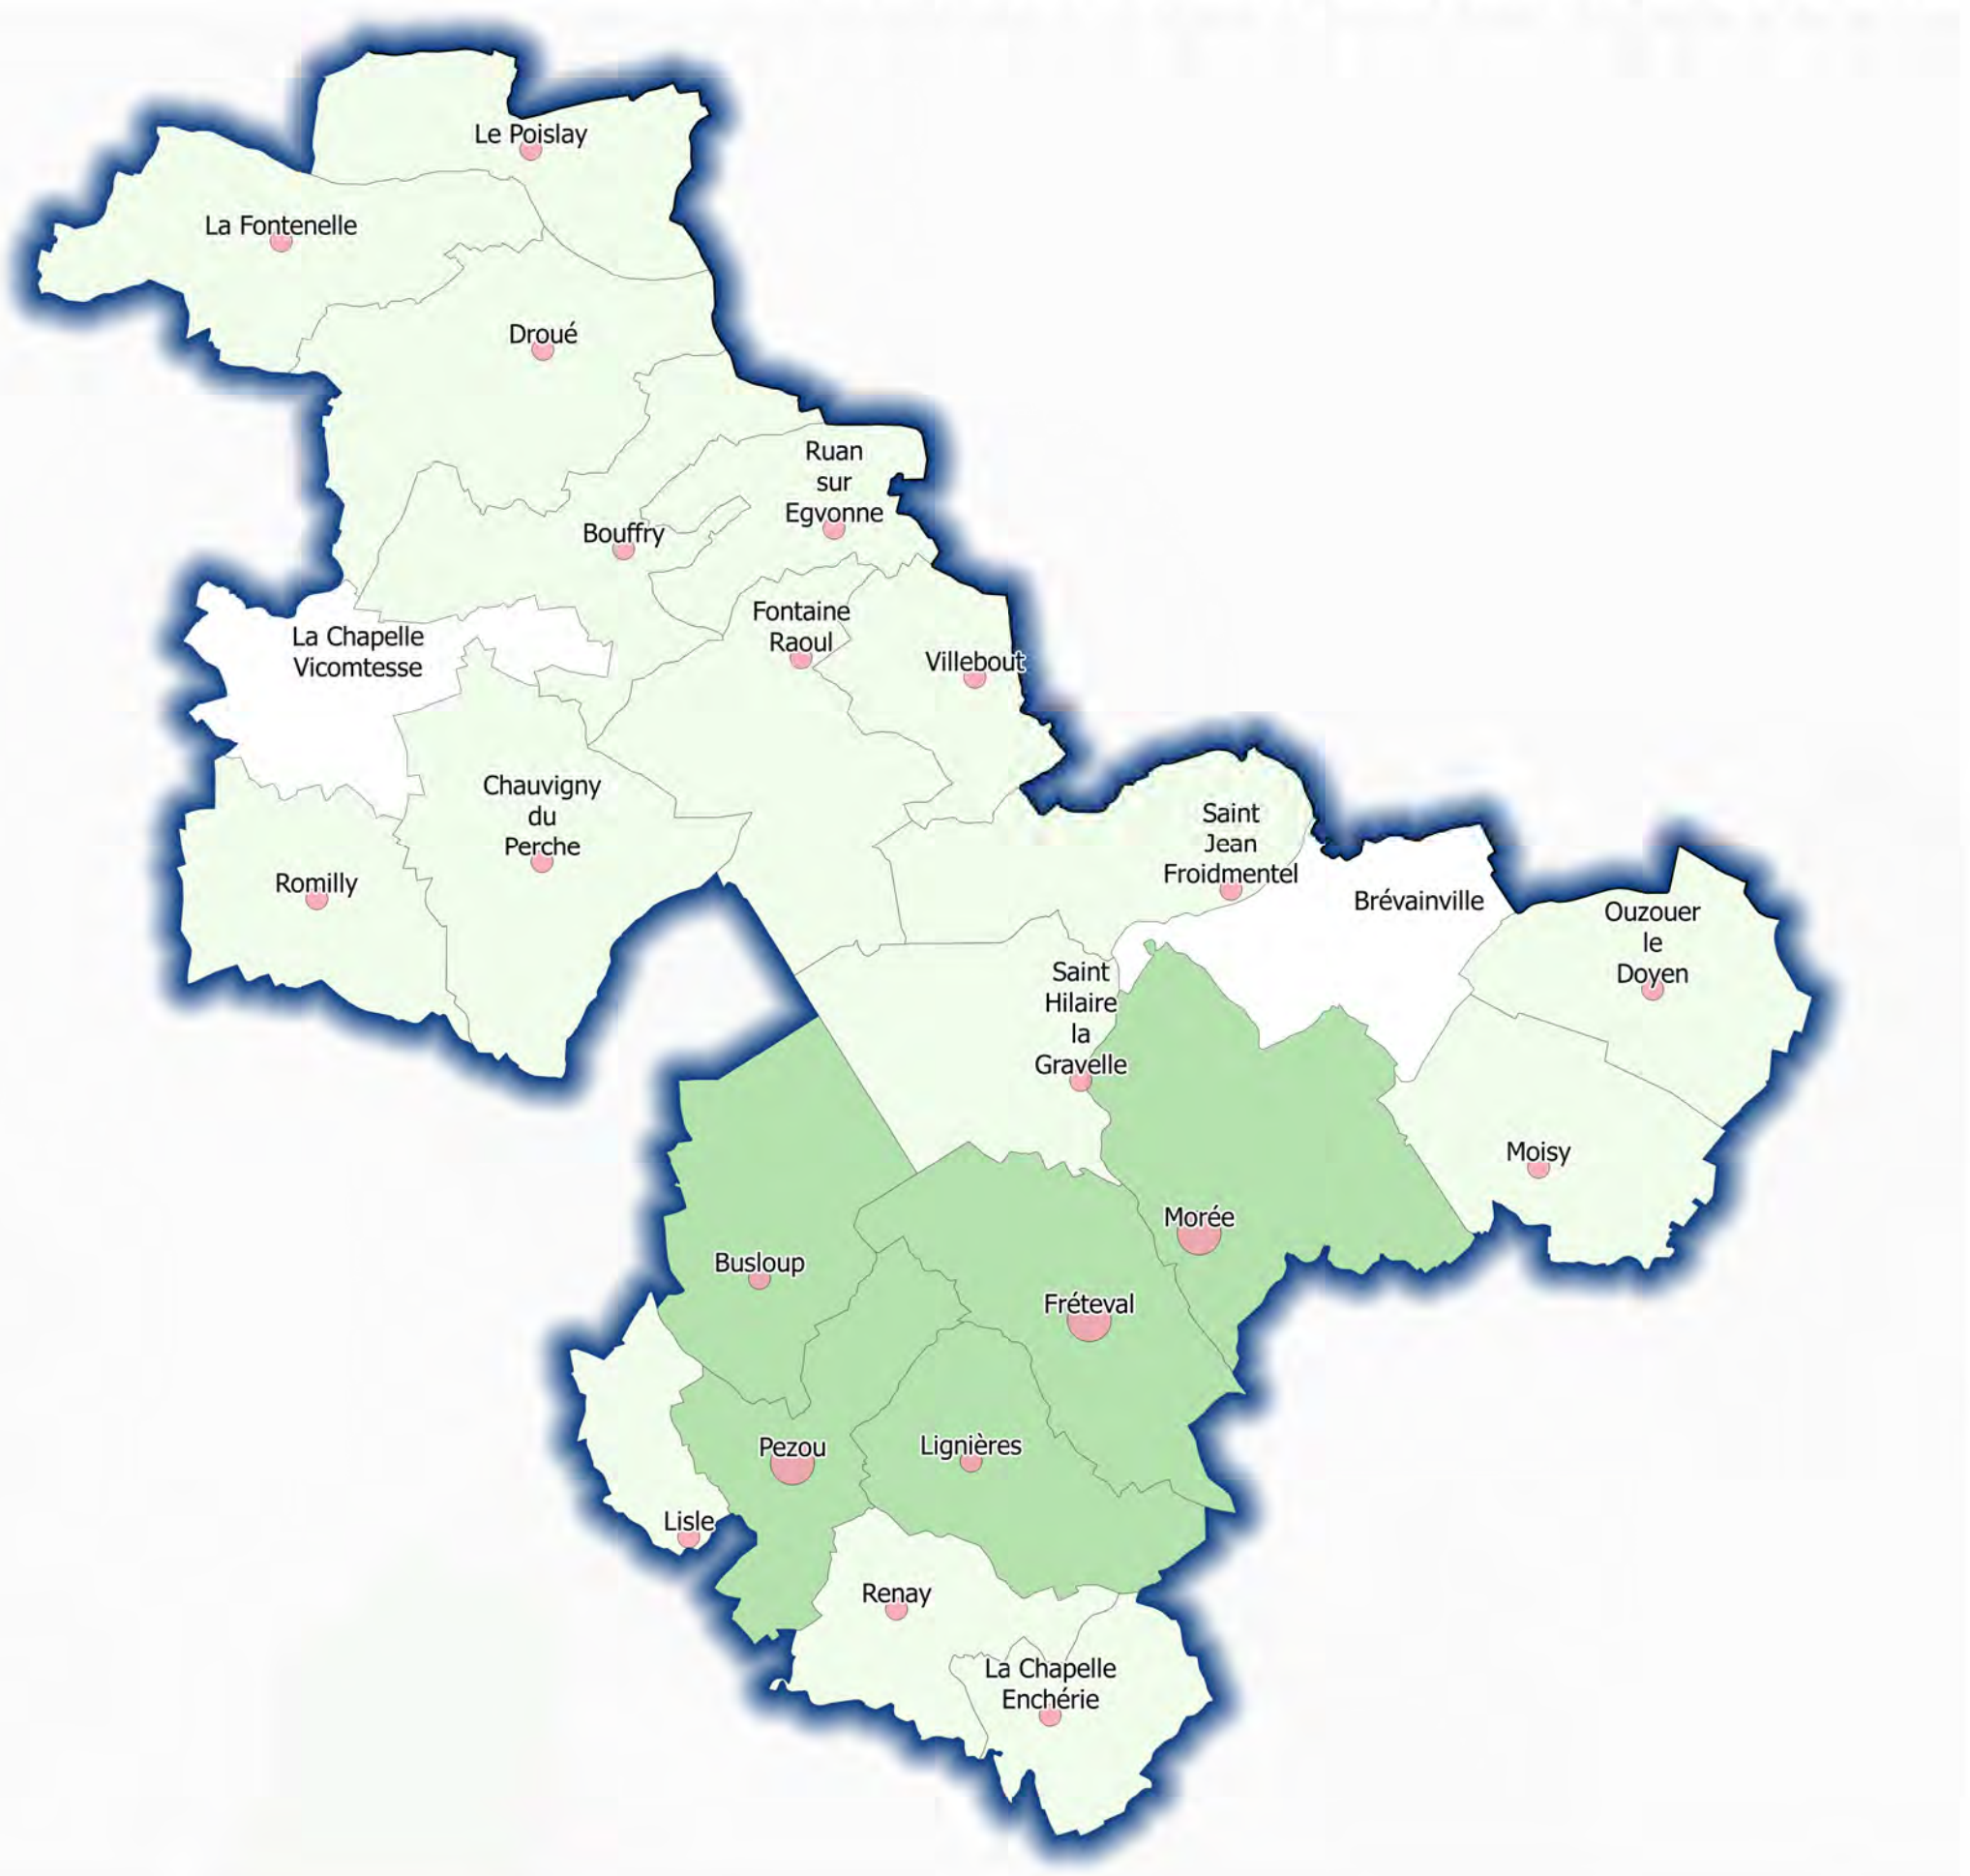 Le Poislay
La Fontenelle
Droué
Ruan
sur
Egvonne
Bouffry
Fontaine
Raoul
La Chapelle
Vicomtesse
Villebout
Chauvigny
du
Perche
Saint
Jean
Froidmentel
Romilly
Brévainville
Ouzouer
le
Doyen
Saint
Hilaire
la
Gravelle
Moisy
Morée
Busloup
Fréteval
Pezou
Lignières
Lisle
Renay
La Chapelle
Enchérie